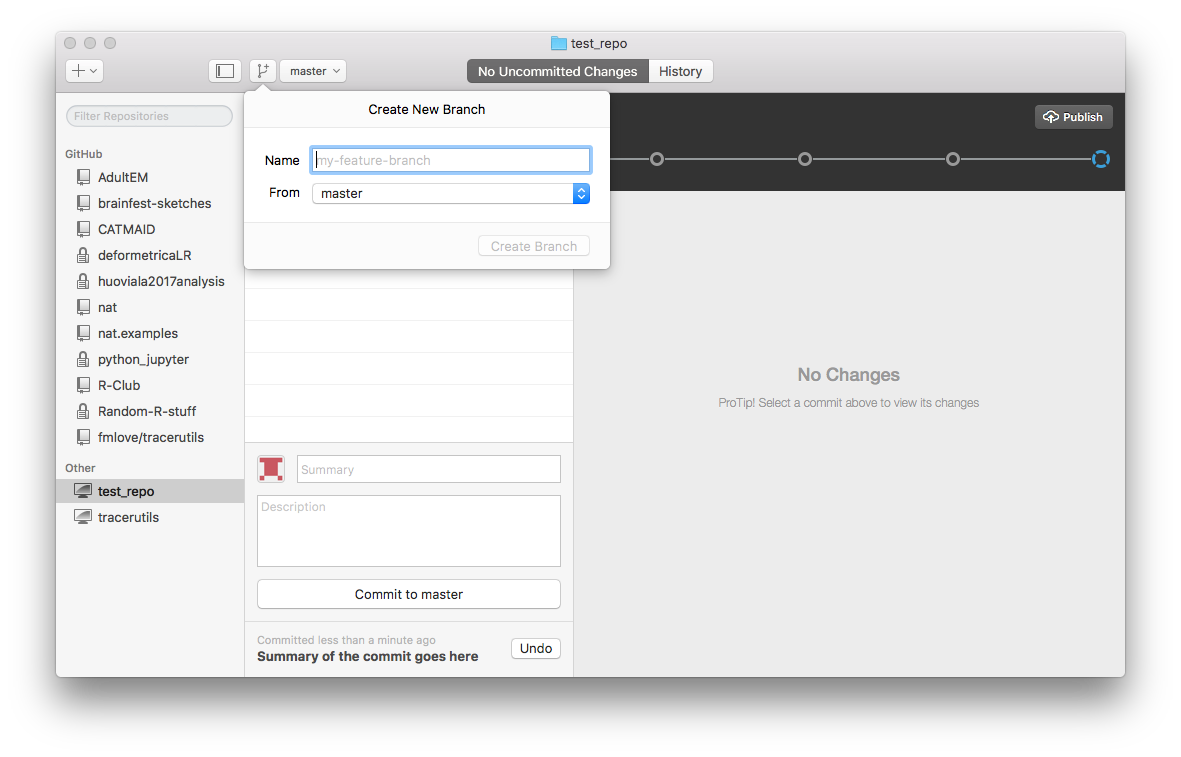 test_repo
master
No Uncommitted Changes
History
Filter Repositories
GitHub
AdultEM
brainfest-sketches
CATMAID
deformetricaLR
huoviala2017analysis
nat
nat.examples
python_jupyter
R-Club
Random-R-stuff
fmlove/tracerutils
Other
test_repo
tracerutils
Create New Branch
Name
my-feature-branch
From
master
Create Branch
Summary
Description
Commit to master
Committed less than a minute ago
Summary of the commit goes here
Undo
Publish
No Changes
ProTip! Select a commit above to view its changes